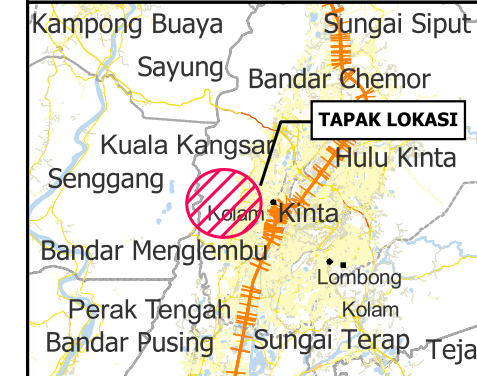 Kampong Buaya
Sungai Siput
Sayung
Bandar Chemor
TAPAK LOKASI
Kuala Kangsar
Hulu Kinta
Senggang
Kolam
Kinta
Bandar Menglembu
Lombong
Perak Tengah
Kolam
Bandar Pusing
Sungai Terap
Teja